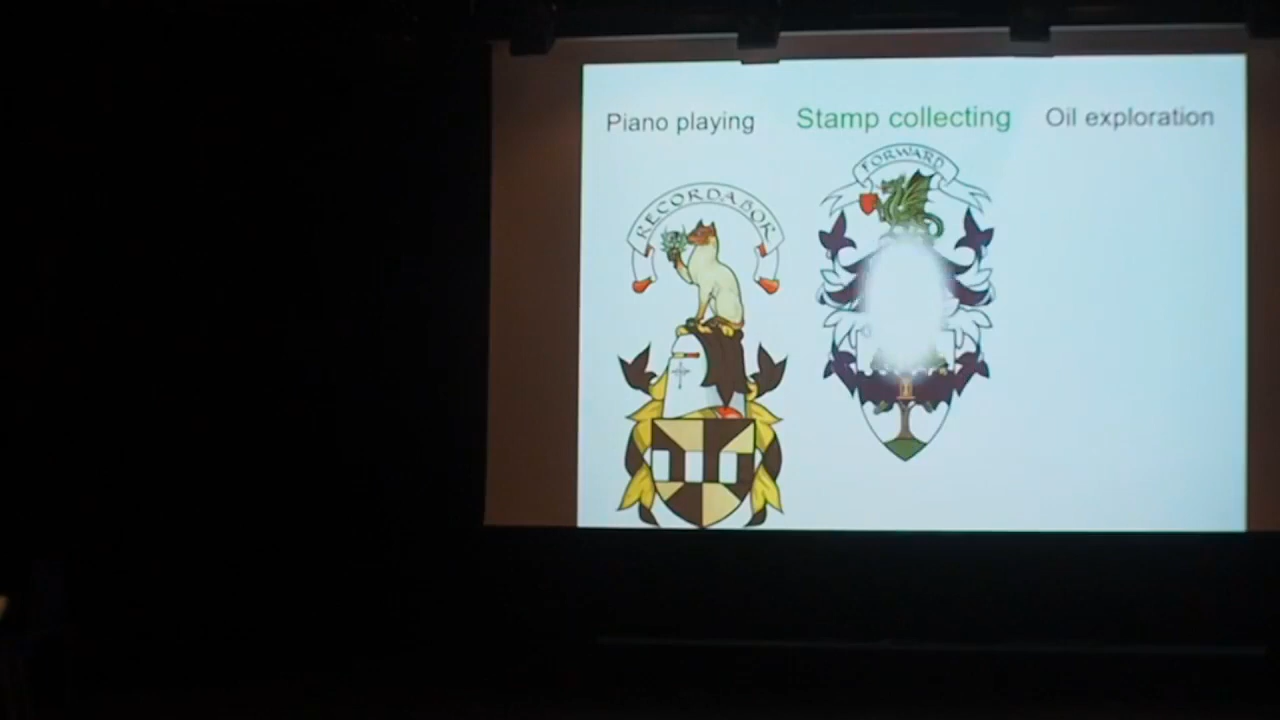 Piano playing
Stamp collecting
Oil exploration
FORWARD
RECORDABOR